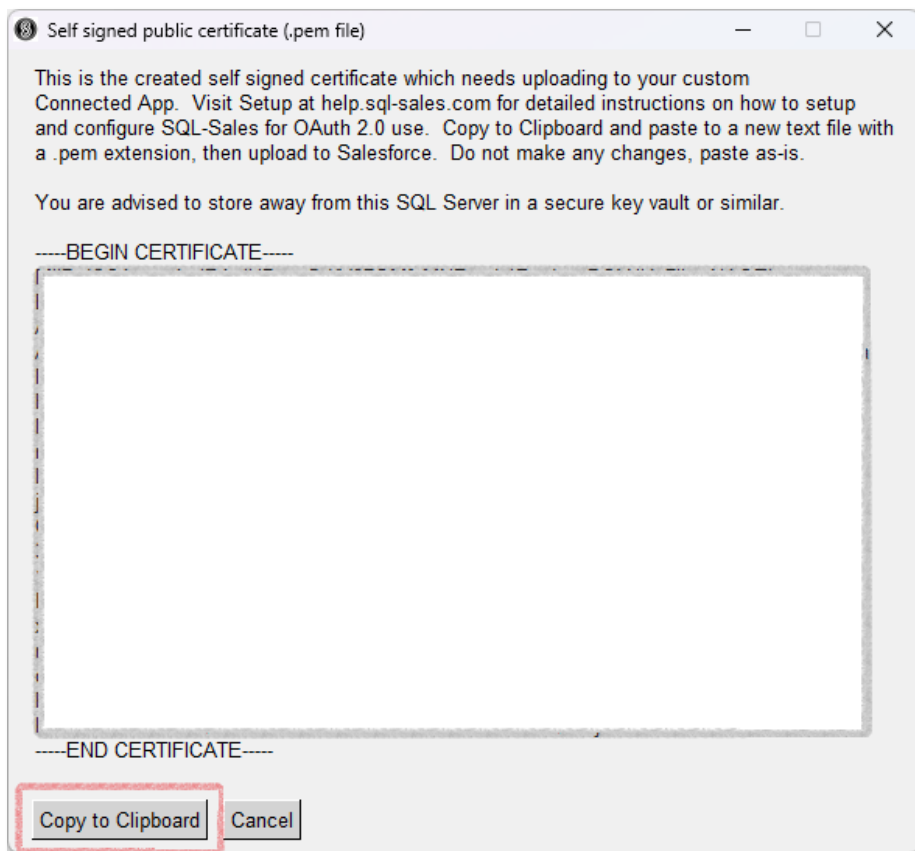 Self signed public certificate (.pem file)
This is the created self signed certificate which needs uploading to your custom
Connected App.  Visit Setup at help.sql-sales.com for detailed instructions on how to setup
and configure SQL-Sales for OAuth 2.0 use.  Copy to Clipboard and paste to a new text file with
a .pem extension, then upload to Salesforce.  Do not make any changes, paste as-is.
You are advised to store away from this SQL Server in a secure key vault or similar.
-----BEGIN CERTIFICATE-----
-----END CERTIFICATE-----
Copy to Clipboard
Cancel